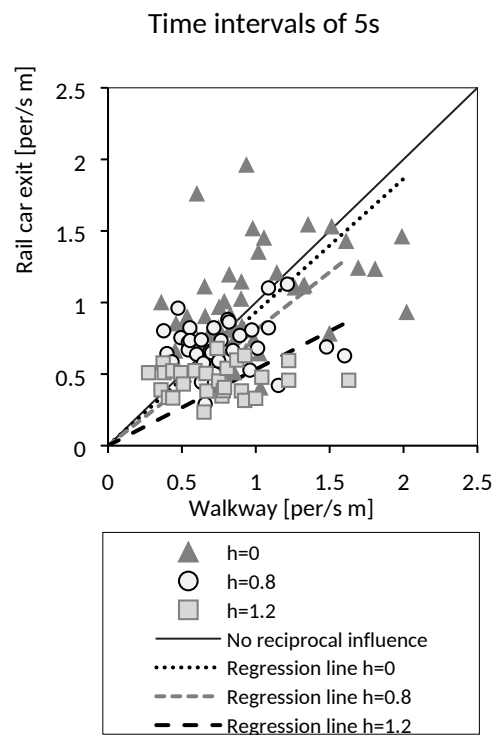 Time intervals of 5s
Rail car exit [per/s m]
2.5
2
1.5
1
0.5
0
0 0.5 1 1.5 2 2.5
Walkway [per/s m]
h=0
h=0.8
h=1.2
No reciprocal influence
Regression line h=0
Regression line h=0.8
Regression line h=1.2